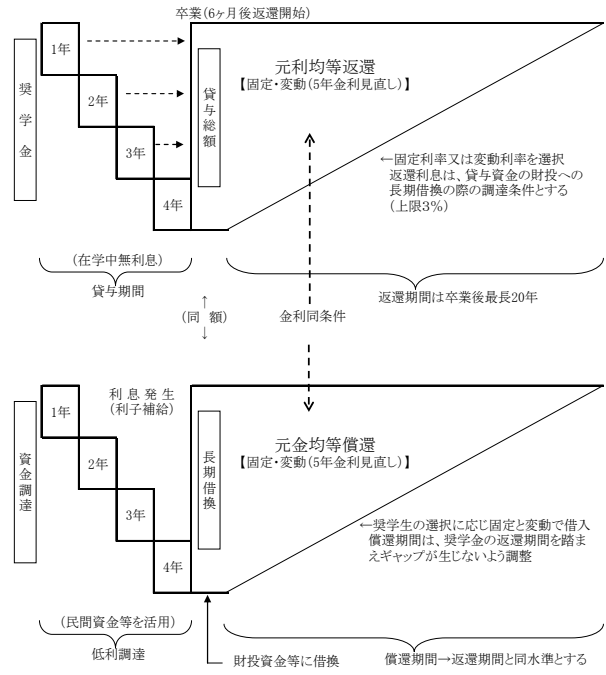 卒業(6ヶ月後返還開始)
1年
2年
3年
4年
奨学金
貸与総額
元利均等返還
【固定・変動(5年金利見直し)】
←固定利率又は変動利率を選択
返還利息は、貸与資金の財投への
長期借換の際の調達条件とする
(上限3%)
(在学中無利息)
貸与期間
返還期間は卒業後最長20年
↑
(同 額)
↓
金利同条件
利 息 発 生
(利子補給)
1年
2年
3年
4年
資金調達
長期借換
元金均等償還
【固定・変動(5年金利見直し)】
←奨学生の選択に応じ固定と変動で借入
償還期間は、奨学金の返還期間を踏ま
えギャップが生じないよう調整
(民間資金等を活用)
低利調達
財投資金等に借換
償還期間→返還期間と同水準とする